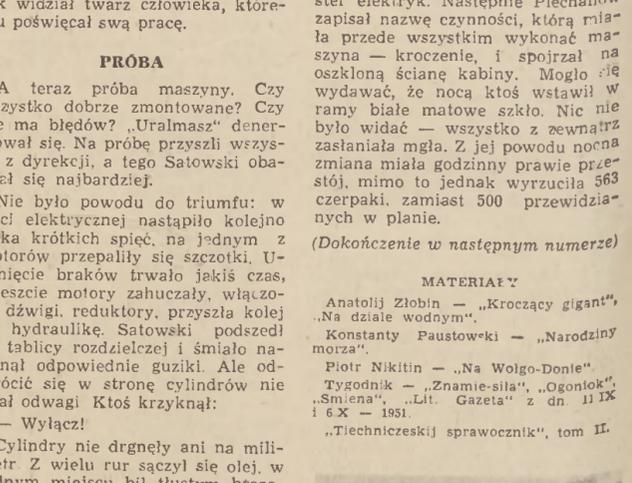 widział twarz człowieka, które-
poświęcał swą pracę.
PRÓBA
A teraz próba maszyny. Czy
zystko dobrze zmontowane? Czy
ma błędów? „Uralmasz" dener-
wał się. Na próbę przyszli wszys-
z dyrekcji, a tego Satowski oba-
ał się najbardziej.
Nie było powodu do triumfu: w
ci elektrycznej nastąpiło kolejno
ka krótkich spięć, na jednym z
otorów przepaliły się szczotki. U-
nięcie braków trwało jakiś czas,
eszcie motory zahuczały, włączo-
dźwigi, reduktory, przyszła kolej
hydraulikę. Satowski podszedł
tablicy rozdzielczej i śmiało na-
nął odpowiednie guziki. Ale od-
ócić się w stronę cylindrów nie
ał odwagi Ktoś krzyknął:
— Wyłącz!
Cylindry nie drgnęły ani na mili-
etr. Z wielu rur sączył się olej, w
miejscu bił tłustym
ster elektryk. Następnie Piechanow
zapisał nazwę czynności, którą mia-
ła przede wszystkim wykonać ma-
szyna — kroczenie, i spojrzał na
oszkloną ścianę kabiny. Mogło się
wydawać, że nocą ktoś wstawił w
ramy białe matowe szkło. Nic nie
było widać — wszystko z zewnątrz
zasłaniała mgła. Z jej powodu nocna
zmiana miała godzinny prawie prze-
stój, mimo to jednak wyrzuciła 563
czerpaki, zamiast 500 przewidzia-
nych w planie.
(Dokończenie w następnym numerze)
MATERIAŁY
Anatolij Złobin — „Kroczący gigant",
„Na dziale wodnym".
Konstanty Paustowski — „Narodziny
morza".
Piotr Nikitin — „Na Wołgo-Donie".
Tygodnik — „Znamie-siła", „Ogoniok",
„Smiena", „Lit. Gazeta" z dn. 11 IX
i 6 X — 1951.
„Tiechniczeskij sprawocznik", tom II.